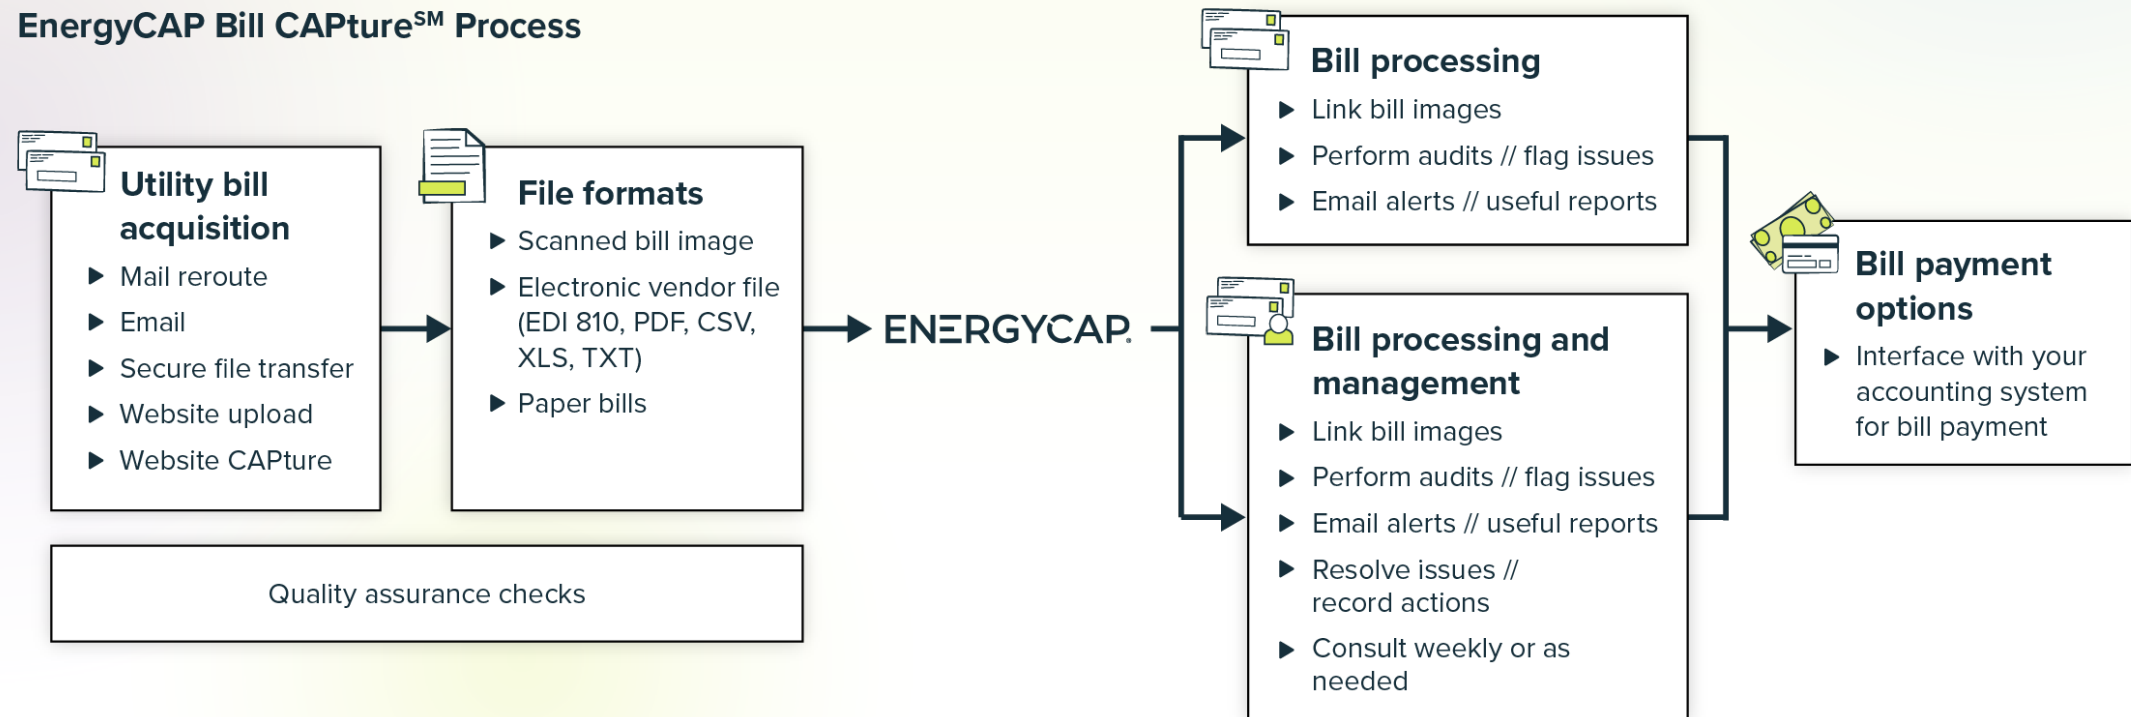 EnergyCAP Bill CAPture℠ Process
Utility bill
acquisition
Mail reroute
Email
Secure file transfer
Website upload
Website CAPture
File formats
Scanned bill image
Electronic vendor file
(EDI 810, PDF, CSV,
XLS, TXT)
Paper bills
Quality assurance checks
ENERGYCAP.
Bill processing
Link bill images
Perform audits // flag issues
Email alerts // useful reports
Bill processing and
management
Link bill images
Perform audits // flag issues
Email alerts // useful reports
Resolve issues //
record actions
Consult weekly or as
needed
Bill payment
options
Interface with your
accounting system
for bill payment